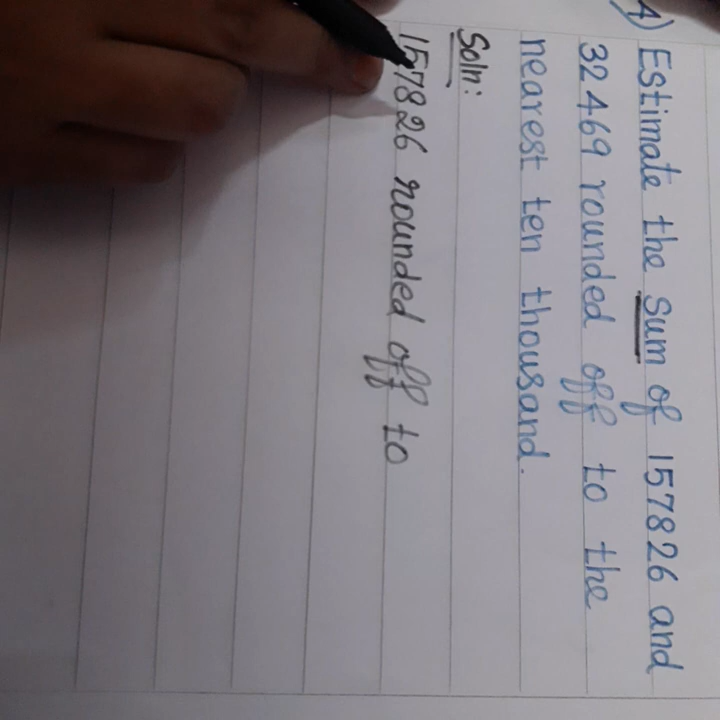 4) Estimate the sum of 157826 and
32469 rounded off to the
nearest ten thousand.
Soln:
157826 rounded off to